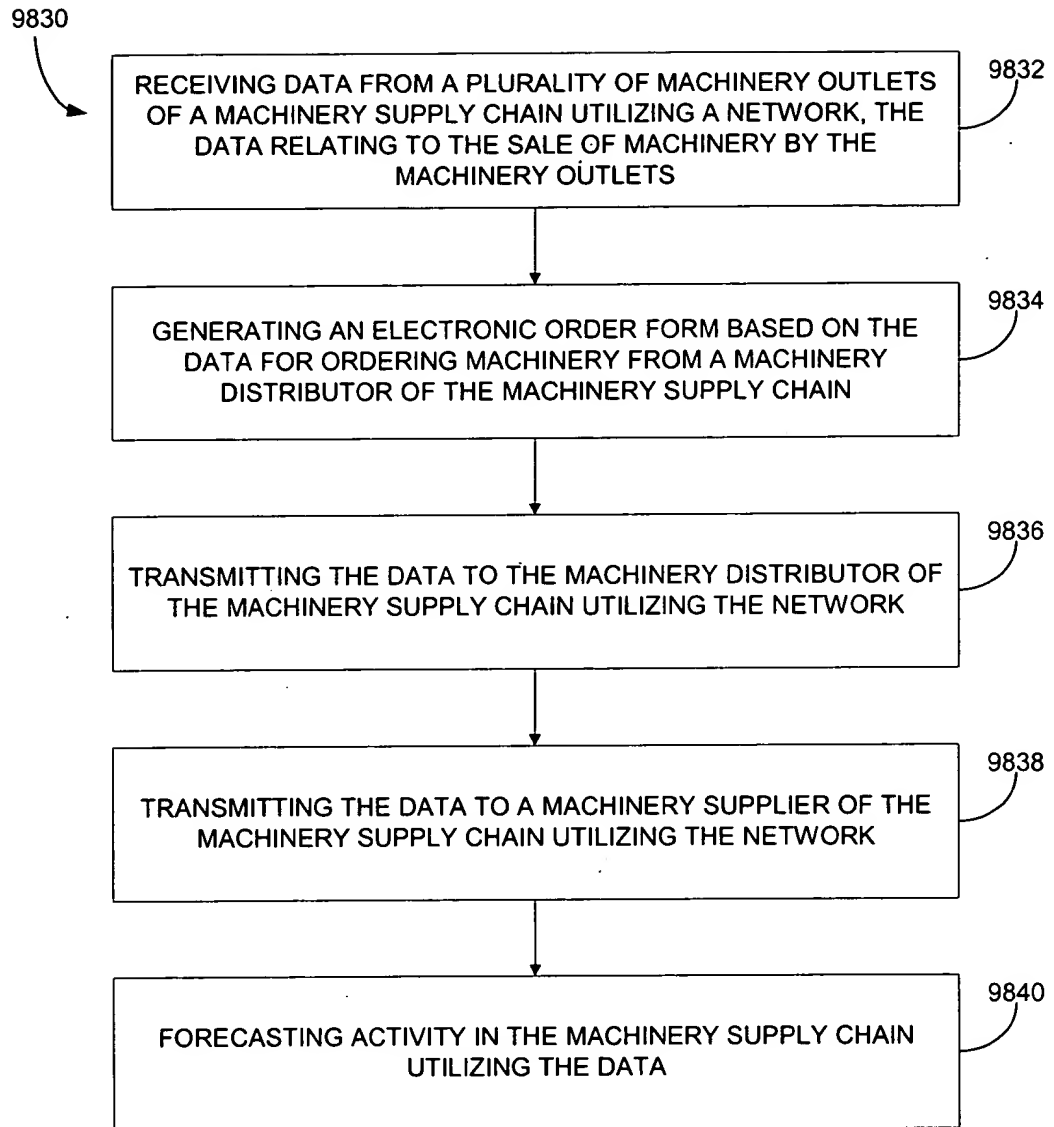 9830
9832
RECEIVING DATA FROM A PLURALITY OF MACHINERY OUTLETS
OF A MACHINERY SUPPLY CHAIN UTILIZING A NETWORK, THE
DATA RELATING TO THE SALE OF MACHINERY BY THE
MACHINERY OUTLETS
9834
GENERATING AN ELECTRONIC ORDER FORM BASED ON THE
DATA FOR ORDERING MACHINERY FROM A MACHINERY
DISTRIBUTOR OF THE MACHINERY SUPPLY CHAIN
9836
TRANSMITTING THE DATA TO THE MACHINERY DISTRIBUTOR OF
THE MACHINERY SUPPLY CHAIN UTILIZING THE NETWORK
9838
TRANSMITTING THE DATA TO A MACHINERY SUPPLIER OF THE
MACHINERY SUPPLY CHAIN UTILIZING THE NETWORK
9840
FORECASTING ACTIVITY IN THE MACHINERY SUPPLY CHAIN
UTILIZING THE DATA